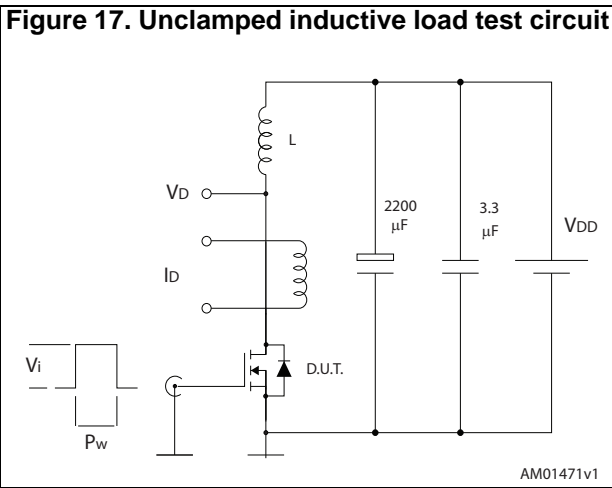 Figure 17. Unclamped inductive load test circuit
L
VD
2200
μF
3.3
μF
VDD
ID
Vi
D.U.T.
Pw
AM01471v1